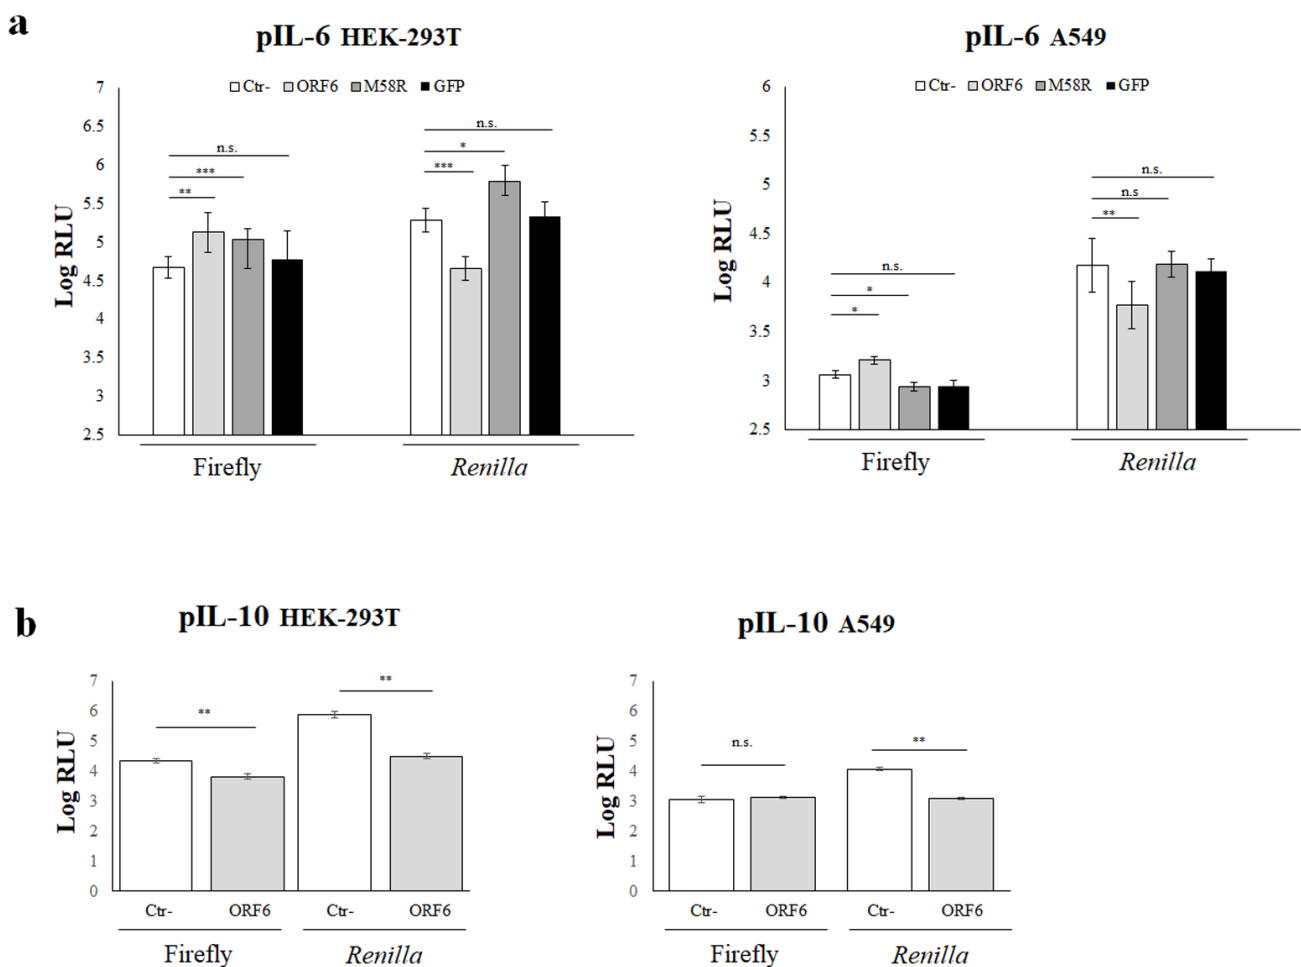 a
pIL-6 HEK-293T
Ctr- ORF6 M58R GFP
Log RLU
7
6.5
6
5.5
5
4.5
4
3.5
3
2.5
n.s.
***
**
n.s.
*
***
Firefly
Renilla
pIL-6 A549
Ctr- ORF6 M58R GFP
Log RLU
6
5.5
5
4.5
4
3.5
3
2.5
n.s.
*
*
n.s.
n.s
**
Firefly
Renilla
b
pIL-10 HEK-293T
Log RLU
7
6
5
4
3
2
1
0
**
**
Ctr- ORF6 Ctr- ORF6
Firefly
Renilla
pIL-10 A549
Log RLU
7
6
5
4
3
2
1
0
n.s.
**
Ctr- ORF6 Ctr- ORF6
Firefly
Renilla